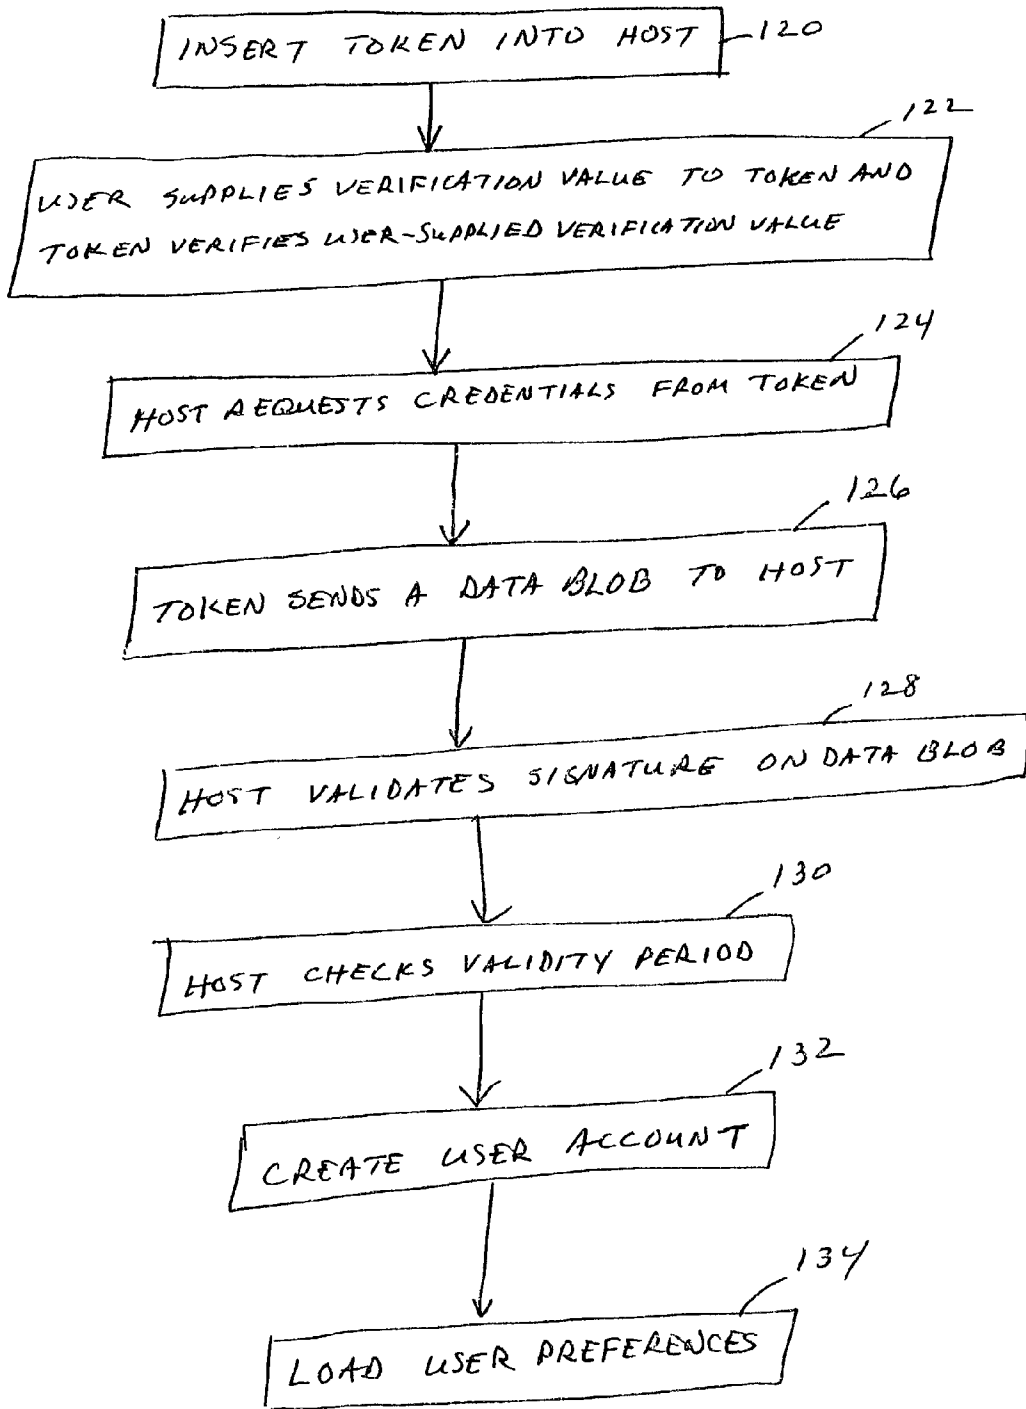 INSERT TOKEN INTO HOST 120
122
USER SUPPLIES VERIFICATION VALUE TO TOKEN AND
TOKEN VERIFIES USER-SUPPLIED VERIFICATION VALUE
124
HOST REQUESTS CREDENTIALS FROM TOKEN
126
TOKEN SENDS A DATA BLOB TO HOST
128
HOST VALIDATES SIGNATURE ON DATA BLOB
130
HOST CHECKS VALIDITY PERIOD
132
CREATE USER ACCOUNT
134
LOAD USER PREFERENCES